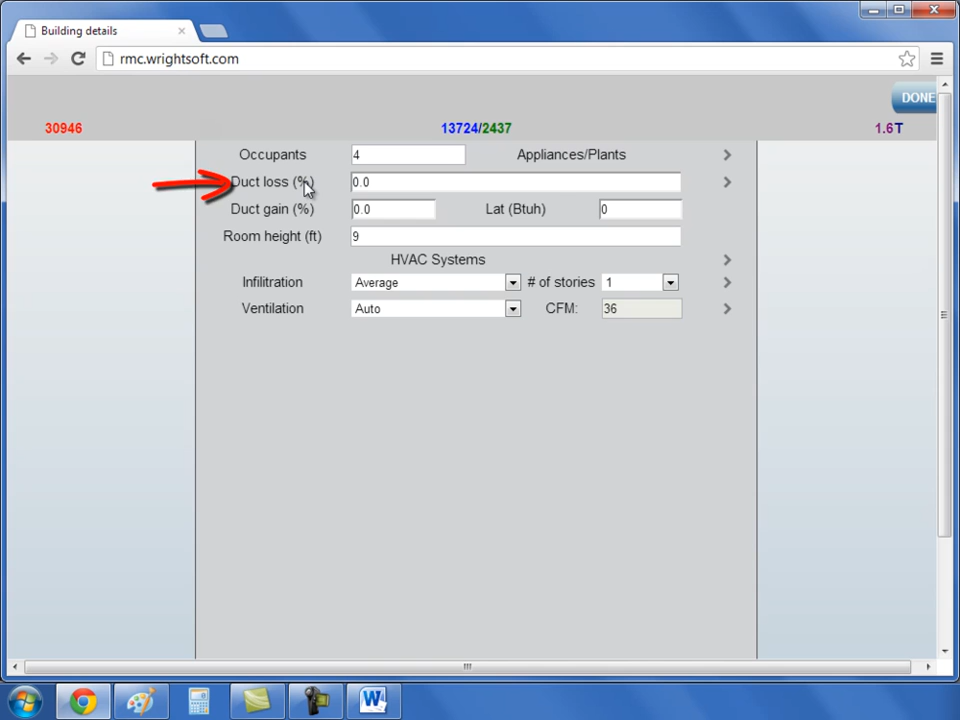 Building details
rmc.wrightsoft.com
DONE
30946 13724/2437 1.6T
Occupants 4 Appliances/Plants
Duct loss (%) 0.0
Duct gain (%) 0.0 Lat (Btuh) 0
Room height (ft) 9
HVAC Systems
Infilitration Average # of stories 1
Ventilation Auto CFM: 36